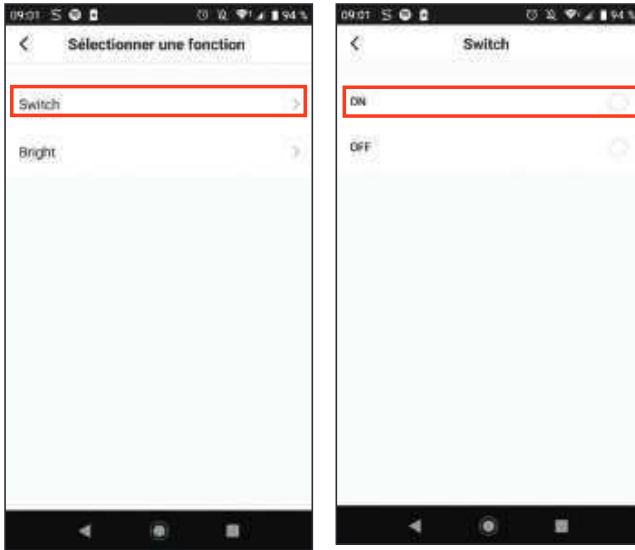 09:01 94 %
Sélectionner une fonction
Switch
Bright
09:01 94 %
Switch
ON
OFF